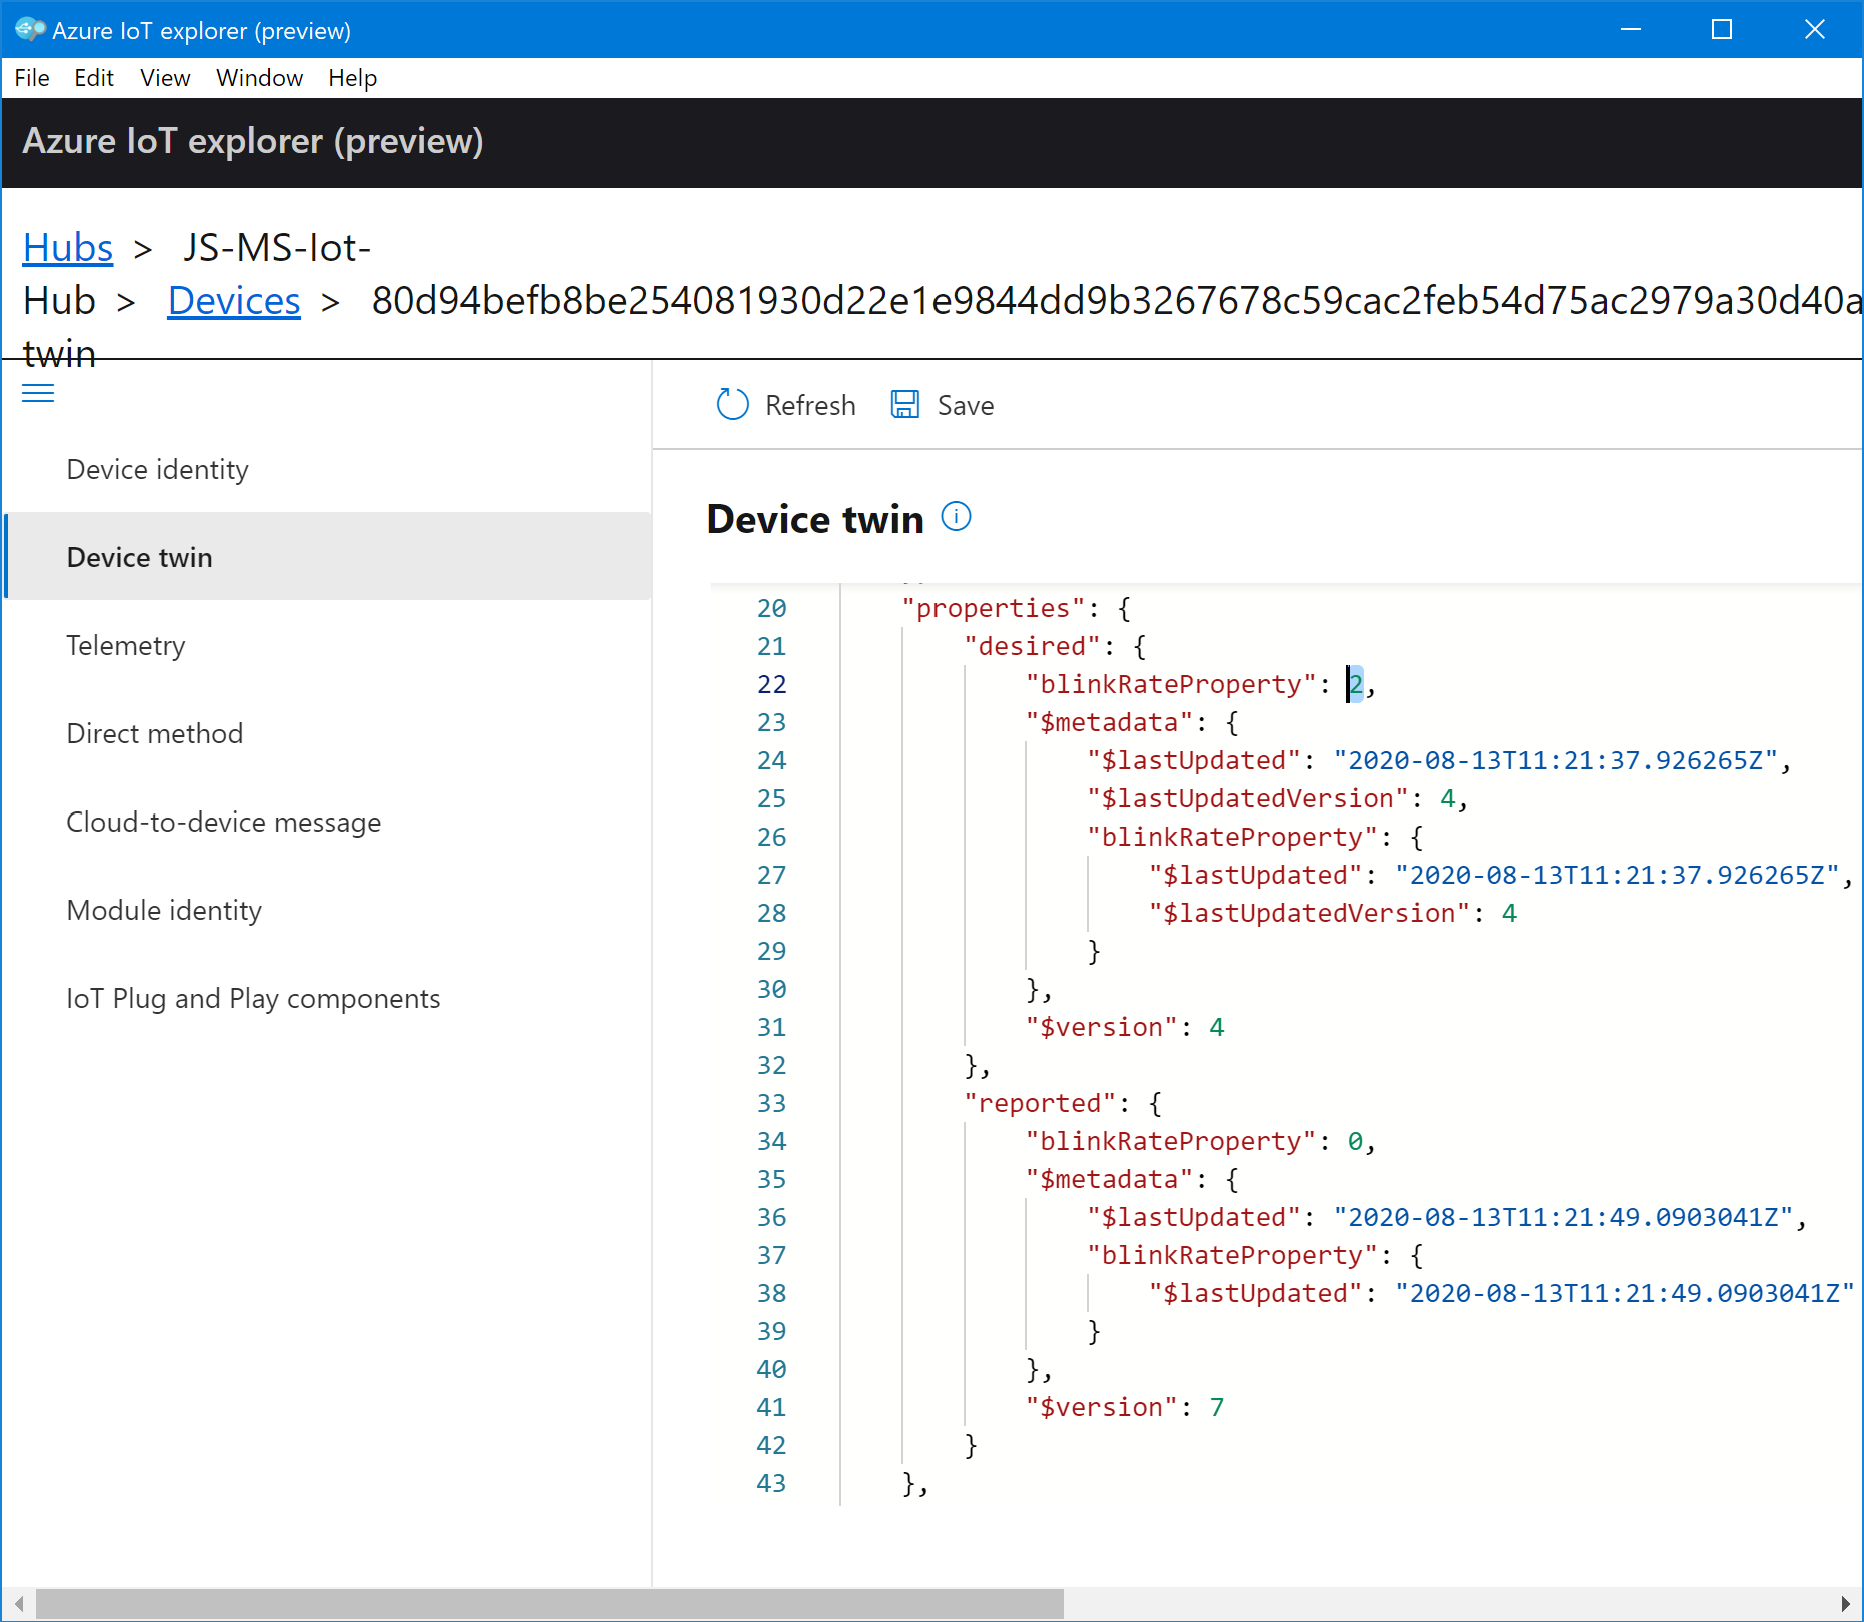 Azure IoT explorer (preview)
File Edit View Window Help
Azure IoT explorer (preview)
Hubs > JS-MS-Iot-
Hub > Devices > 80d94befb8be254081930d22e1e9844dd9b3267678c59cac2feb54d75ac2979a30d40a
twin
Refresh Save
Device identity
Device twin
Telemetry
Direct method
Cloud-to-device message
Module identity
IoT Plug and Play components
Device twin
20 "properties": {
21 "desired": {
22 "blinkRateProperty": 2,
23 "$metadata": {
24 "$lastUpdated": "2020-08-13T11:21:37.926265Z",
25 "$lastUpdatedVersion": 4,
26 "blinkRateProperty": {
27 "$lastUpdated": "2020-08-13T11:21:37.926265Z",
28 "$lastUpdatedVersion": 4
29 }
30 },
31 "$version": 4
32 },
33 "reported": {
34 "blinkRateProperty": 0,
35 "$metadata": {
36 "$lastUpdated": "2020-08-13T11:21:49.0903041Z",
37 "blinkRateProperty": {
38 "$lastUpdated": "2020-08-13T11:21:49.0903041Z"
39 }
40 },
41 "$version": 7
42 }
43 },